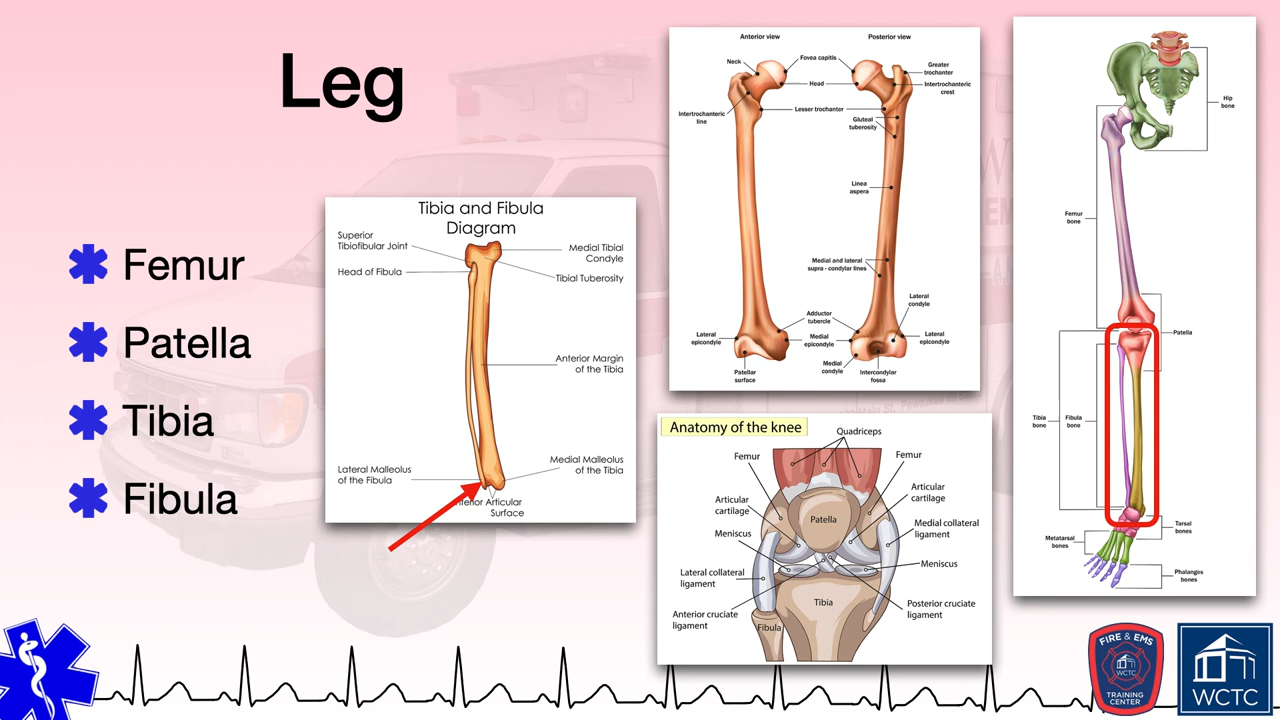 Leg
Femur
Patella
Tibia
Fibula
Tibia and Fibula
Diagram
Superior
Tibiofibular Joint
Head of Fibula
Medial Tibial
Condyle
Tibial Tuberosity
Anterior Margin
of the Tibia
Lateral Malleolus
of the Fibula
Medial Malleolus
of the Tibia
Articular
Surface
Anterior view
Posterior view
Neck
Fovea capitis
Head
Greater
trochanter
Intertrochanteric
crest
Intertrochanteric
line
Lesser trochanter
Gluteal
tuberosity
Linea
aspera
Medial and lateral
supra - condylar lines
Lateral
condyle
Adductor
tubercle
Lateral
epicondyle
Medial
epicondyle
Lateral
epicondyle
Patellar
surface
Medial
condyle
Intercondylar
fossa
Anatomy of the knee
Quadriceps
Femur
Femur
Articular
cartilage
Articular
cartilage
Patella
Meniscus
Medial collateral
ligament
Meniscus
Lateral collateral
ligament
Tibia
Anterior cruciate
ligament
Posterior cruciate
ligament
Fibula
Hip
bone
Femur
bone
Patella
Tibia
bone
Fibula
bone
Tarsal
bones
Metatarsal
bones
Phalanges
bones
FIRE & EMS
WCTC
TRAINING
CENTER
WCTC